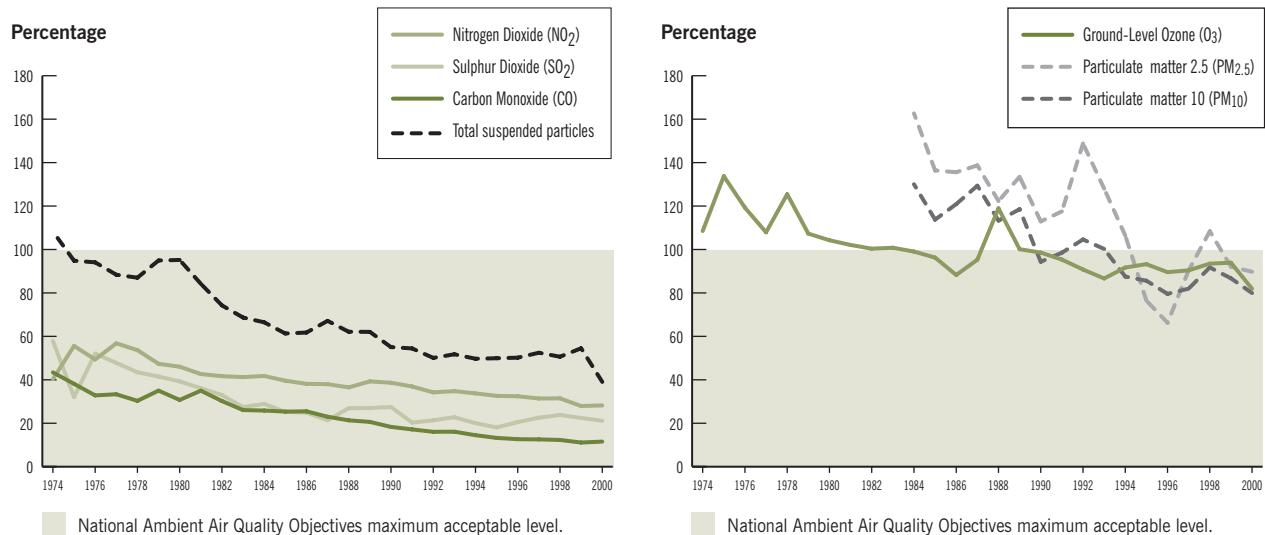 Percentage
Nitrogen Dioxide (NO2)
Sulphur Dioxide (SO2)
Carbon Monoxide (CO)
Total suspended particles
180
160
140
120
100
80
60
40
20
0
1974 1976 1978 1980 1982 1984 1986 1988 1990 1992 1994 1996 1998 2000
National Ambient Air Quality Objectives maximum acceptable level.
Percentage
Ground-Level Ozone (O3)
Particulate matter 2.5 (PM2.5)
Particulate matter 10 (PM10)
180
160
140
120
100
80
60
40
20
0
1974 1976 1978 1980 1982 1984 1986 1988 1990 1992 1994 1996 1998 2000
National Ambient Air Quality Objectives maximum acceptable level.